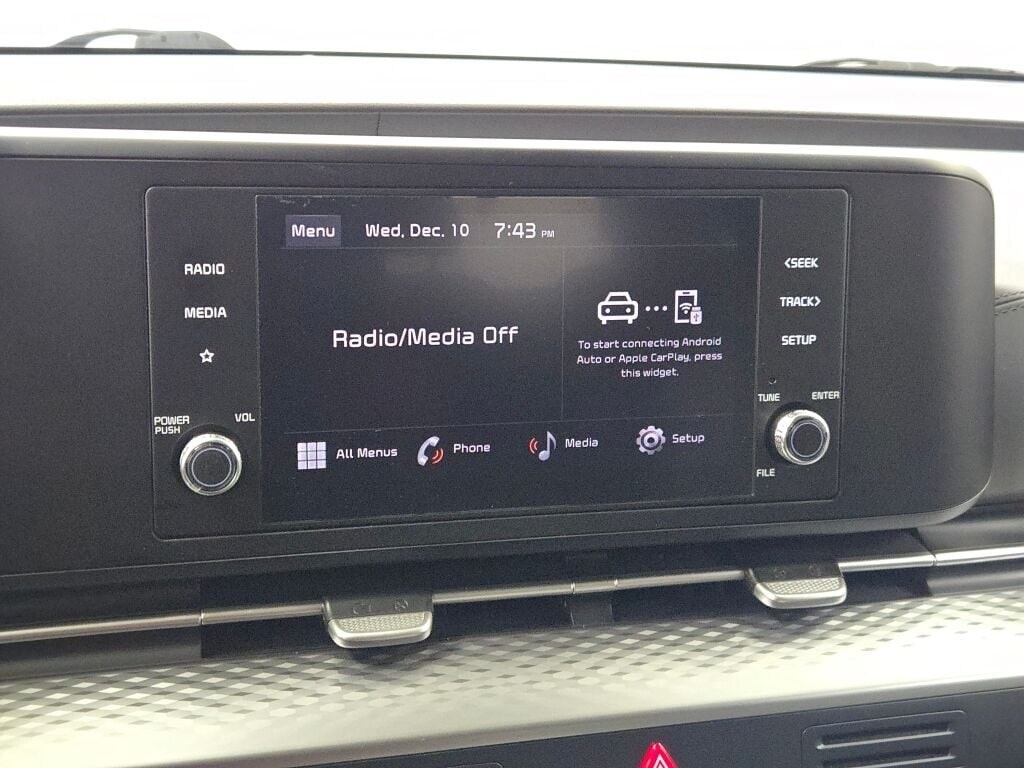 Menu Wed, Dec. 10 7:43 PM
RADIO
MEDIA
POWER
PUSH
VOL
Radio/Media Off
To start connecting Android
Auto or Apple CarPlay, press
this widget.
All Menus
Phone
Media
Setup
<SEEK
TRACK>
SETUP
TUNE
ENTER
FILE